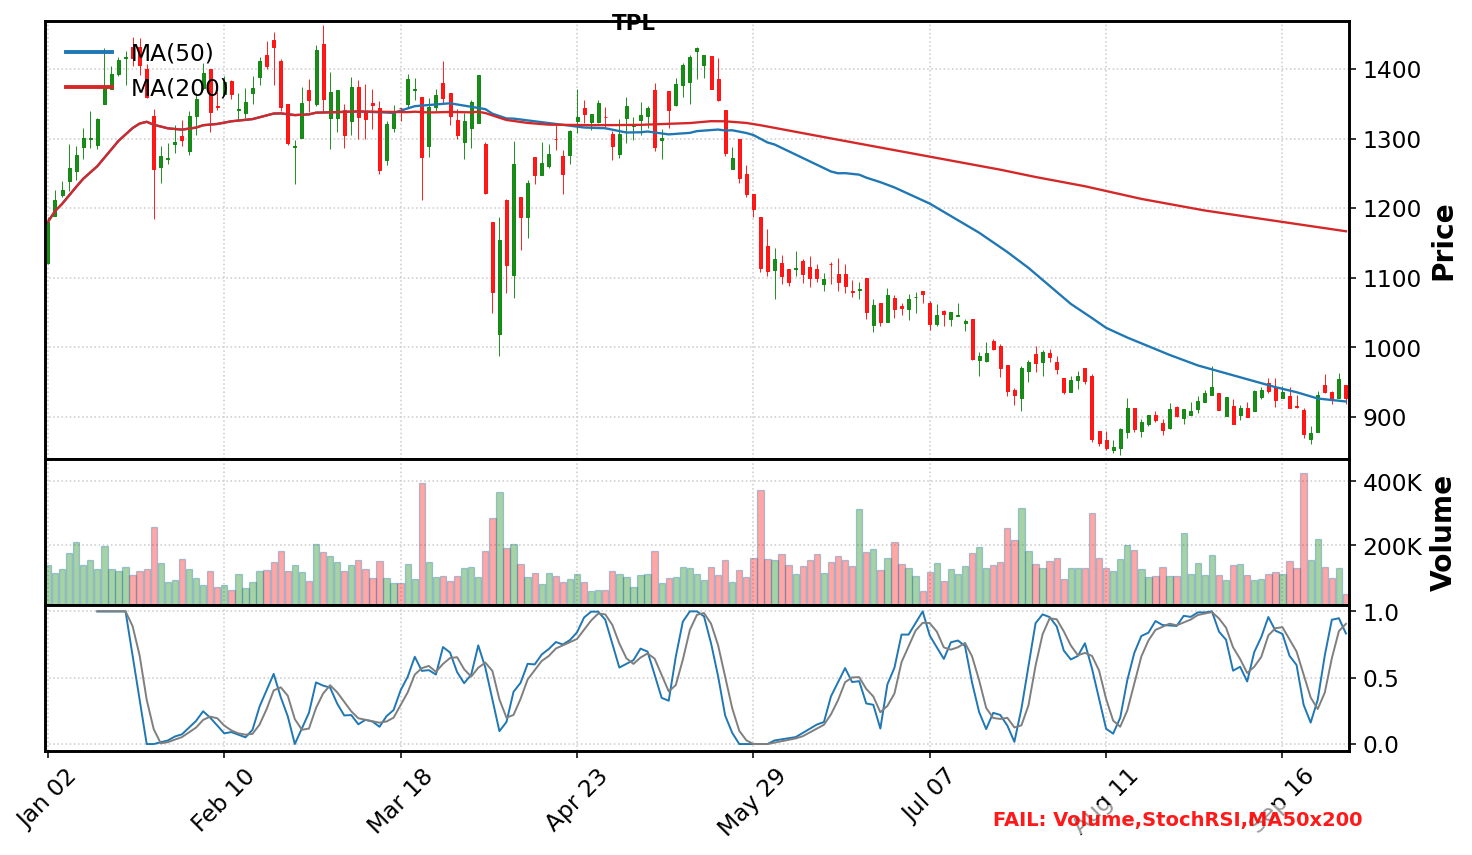 TPL
MA(50)
MA(200)
1400
1300
1200
1100
1000
900
Price
400K
200K
Volume
1.0
0.5
0.0
Jan 02
Feb 10
Mar 18
Apr 23
May 29
Jul 07
Aug 11
Sep 16
FAIL: Volume,StochRSI,MA50x200